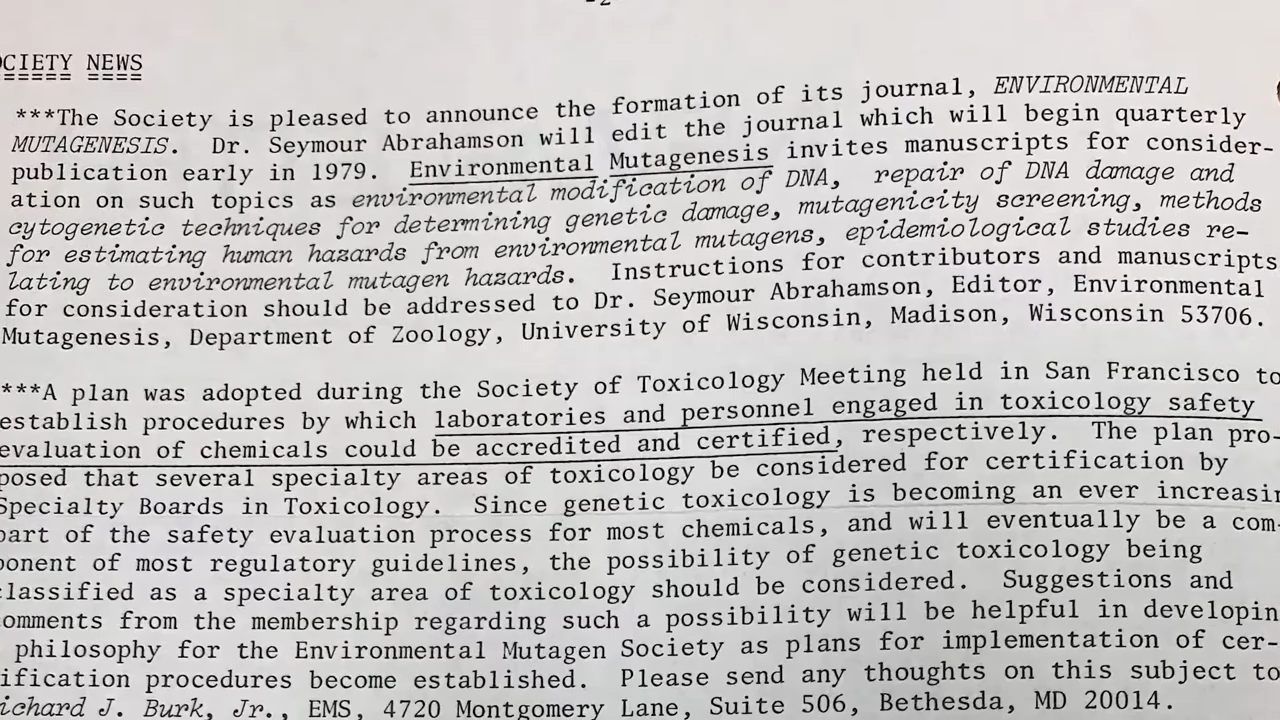 -2
OCIETY NEWS
***The Society is pleased to announce the formation of its journal, ENVIRONMENTAL
MUTAGENESIS. Dr. Seymour Abrahamson will edit the journal which will begin quarterly
publication early in 1979. Environmental Mutagenesis invites manuscripts for consider-
ation on such topics as environmental modification of DNA, repair of DNA damage and
cytogenetic techniques for determining genetic damage, mutagenicity screening, methods
for estimating human hazards from environmental mutagens, epidemiological studies re-
lating to environmental mutagen hazards. Instructions for contributors and manuscripts
for consideration should be addressed to Dr. Seymour Abrahamson, Editor, Environmental
Mutagenesis, Department of Zoology, University of Wisconsin, Madison, Wisconsin 53706.
***A plan was adopted during the Society of Toxicology Meeting held in San Francisco to
establish procedures by which laboratories and personnel engaged in toxicology safety
evaluation of chemicals could be accredited and certified, respectively. The plan pro-
posed that several specialty areas of toxicology be considered for certification by
Specialty Boards in Toxicology. Since genetic toxicology is becoming an ever increasin
part of the safety evaluation process for most chemicals, and will eventually be a com-
ponent of most regulatory guidelines, the possibility of genetic toxicology being
classified as a specialty area of toxicology should be considered. Suggestions and
omments from the membership regarding such a possibility will be helpful in developin
philosophy for the Environmental Mutagen Society as plans for implementation of cer-
ification procedures become established. Please send any thoughts on this subject to
ichard J. Burk, Jr., EMS, 4720 Montgomery Lane, Suite 506, Bethesda, MD 20014.